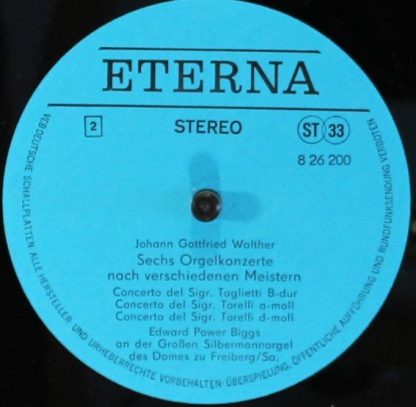 ETERNA
2
STEREO
ST 33
8 26 200
Johann Gottfried Walther
Sechs Orgelkonzerte
nach verschiedenen Meistern
Concerto del Sigr. Taglietti B-dur
Concerto del Sigr. Torelli a-moll
Concerto del Sigr. Torelli d-moll
Edward Power Biggs
an der Großen Silbermannorgel
des Domes zu Freiberg/Sa.
VEB DEUTSCHE SCHALLPLATTEN ALLE HERSTELLER- UND URHEBERRECHTE VORBEHALTEN· ÜBERSPIELUNG, ÖFFENTLICHE AUFFÜHRUNG UND RUNDFUNKSENDUNG VERBOTEN